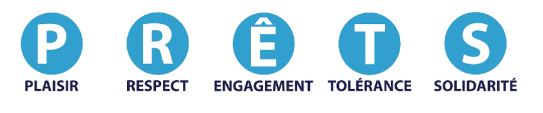 P R Ê T S
PLAISIR RESPECT ENGAGEMENT TOLÉRANCE SOLIDARITÉ